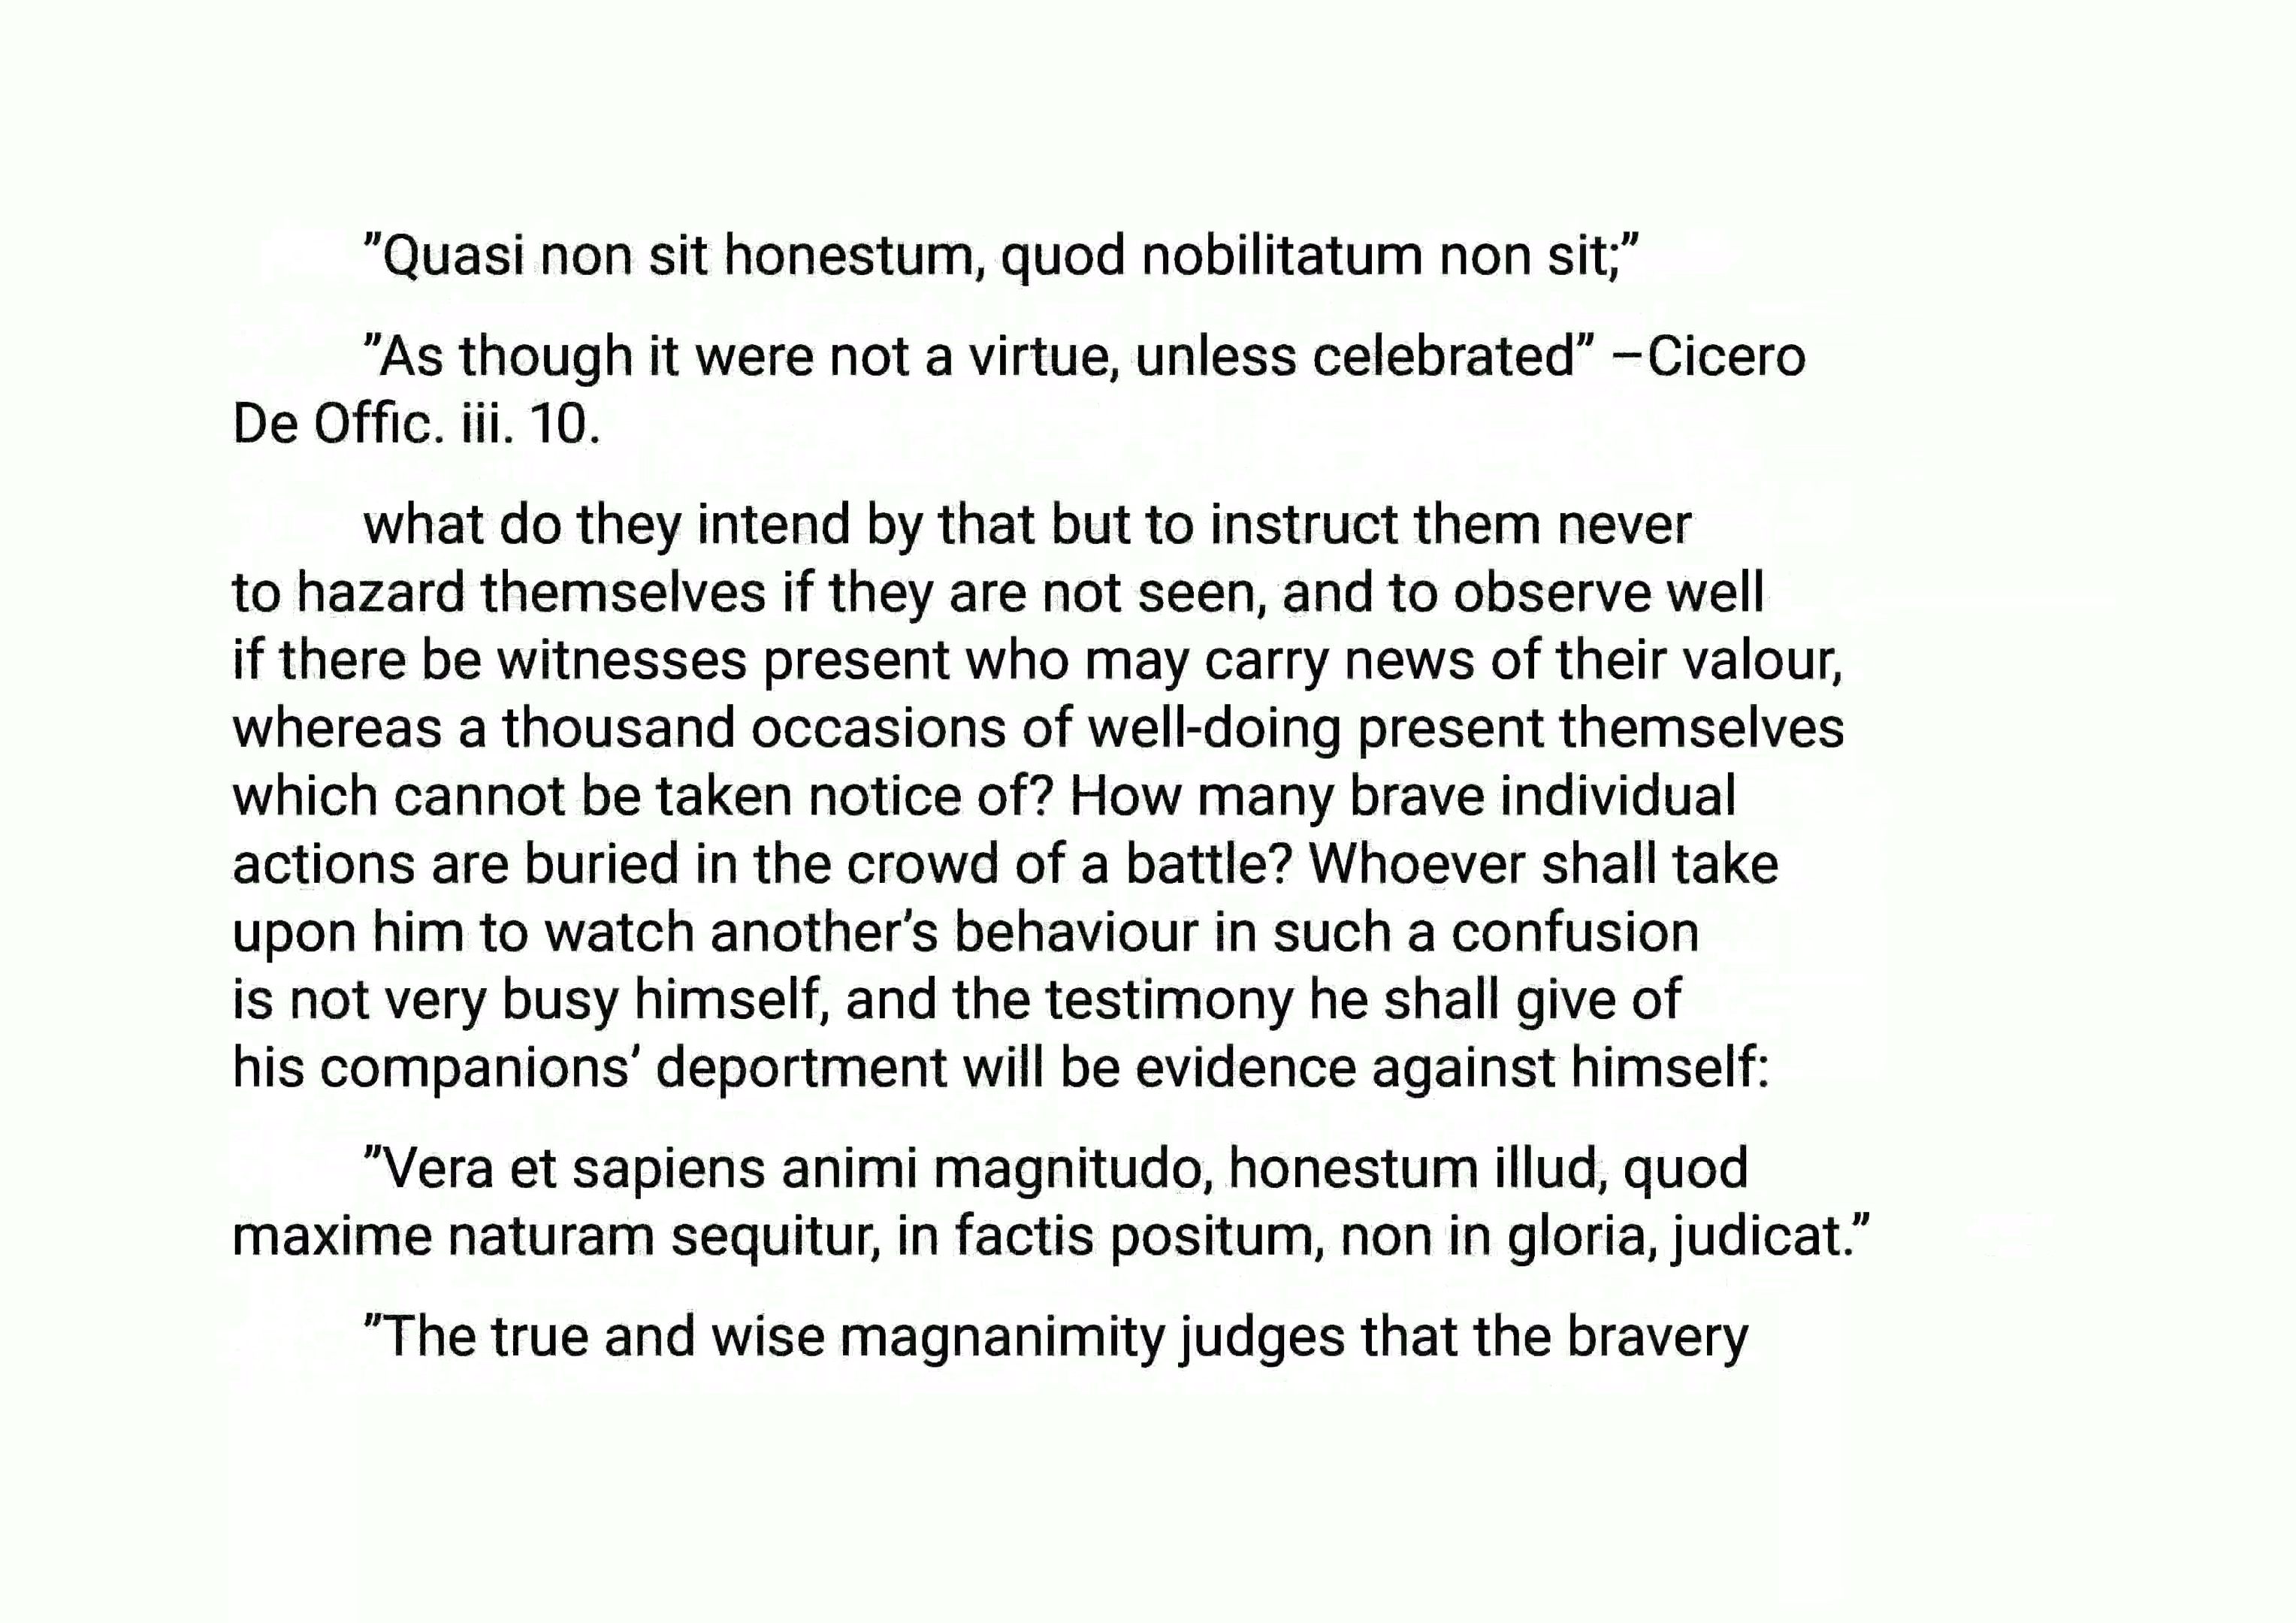 ”Quasi non sit honestum, quod nobilitatum non sit;”
”As though it were not a virtue, unless celebrated” –Cicero
De Offic. iii. 10.
what do they intend by that but to instruct them never
to hazard themselves if they are not seen, and to observe well
if there be witnesses present who may carry news of their valour,
whereas a thousand occasions of well-doing present themselves
which cannot be taken notice of? How many brave individual
actions are buried in the crowd of a battle? Whoever shall take
upon him to watch another’s behaviour in such a confusion
is not very busy himself, and the testimony he shall give of
his companions’ deportment will be evidence against himself:
”Vera et sapiens animi magnitudo, honestum illud, quod
maxime naturam sequitur, in factis positum, non in gloria, judicat.”
”The true and wise magnanimity judges that the bravery